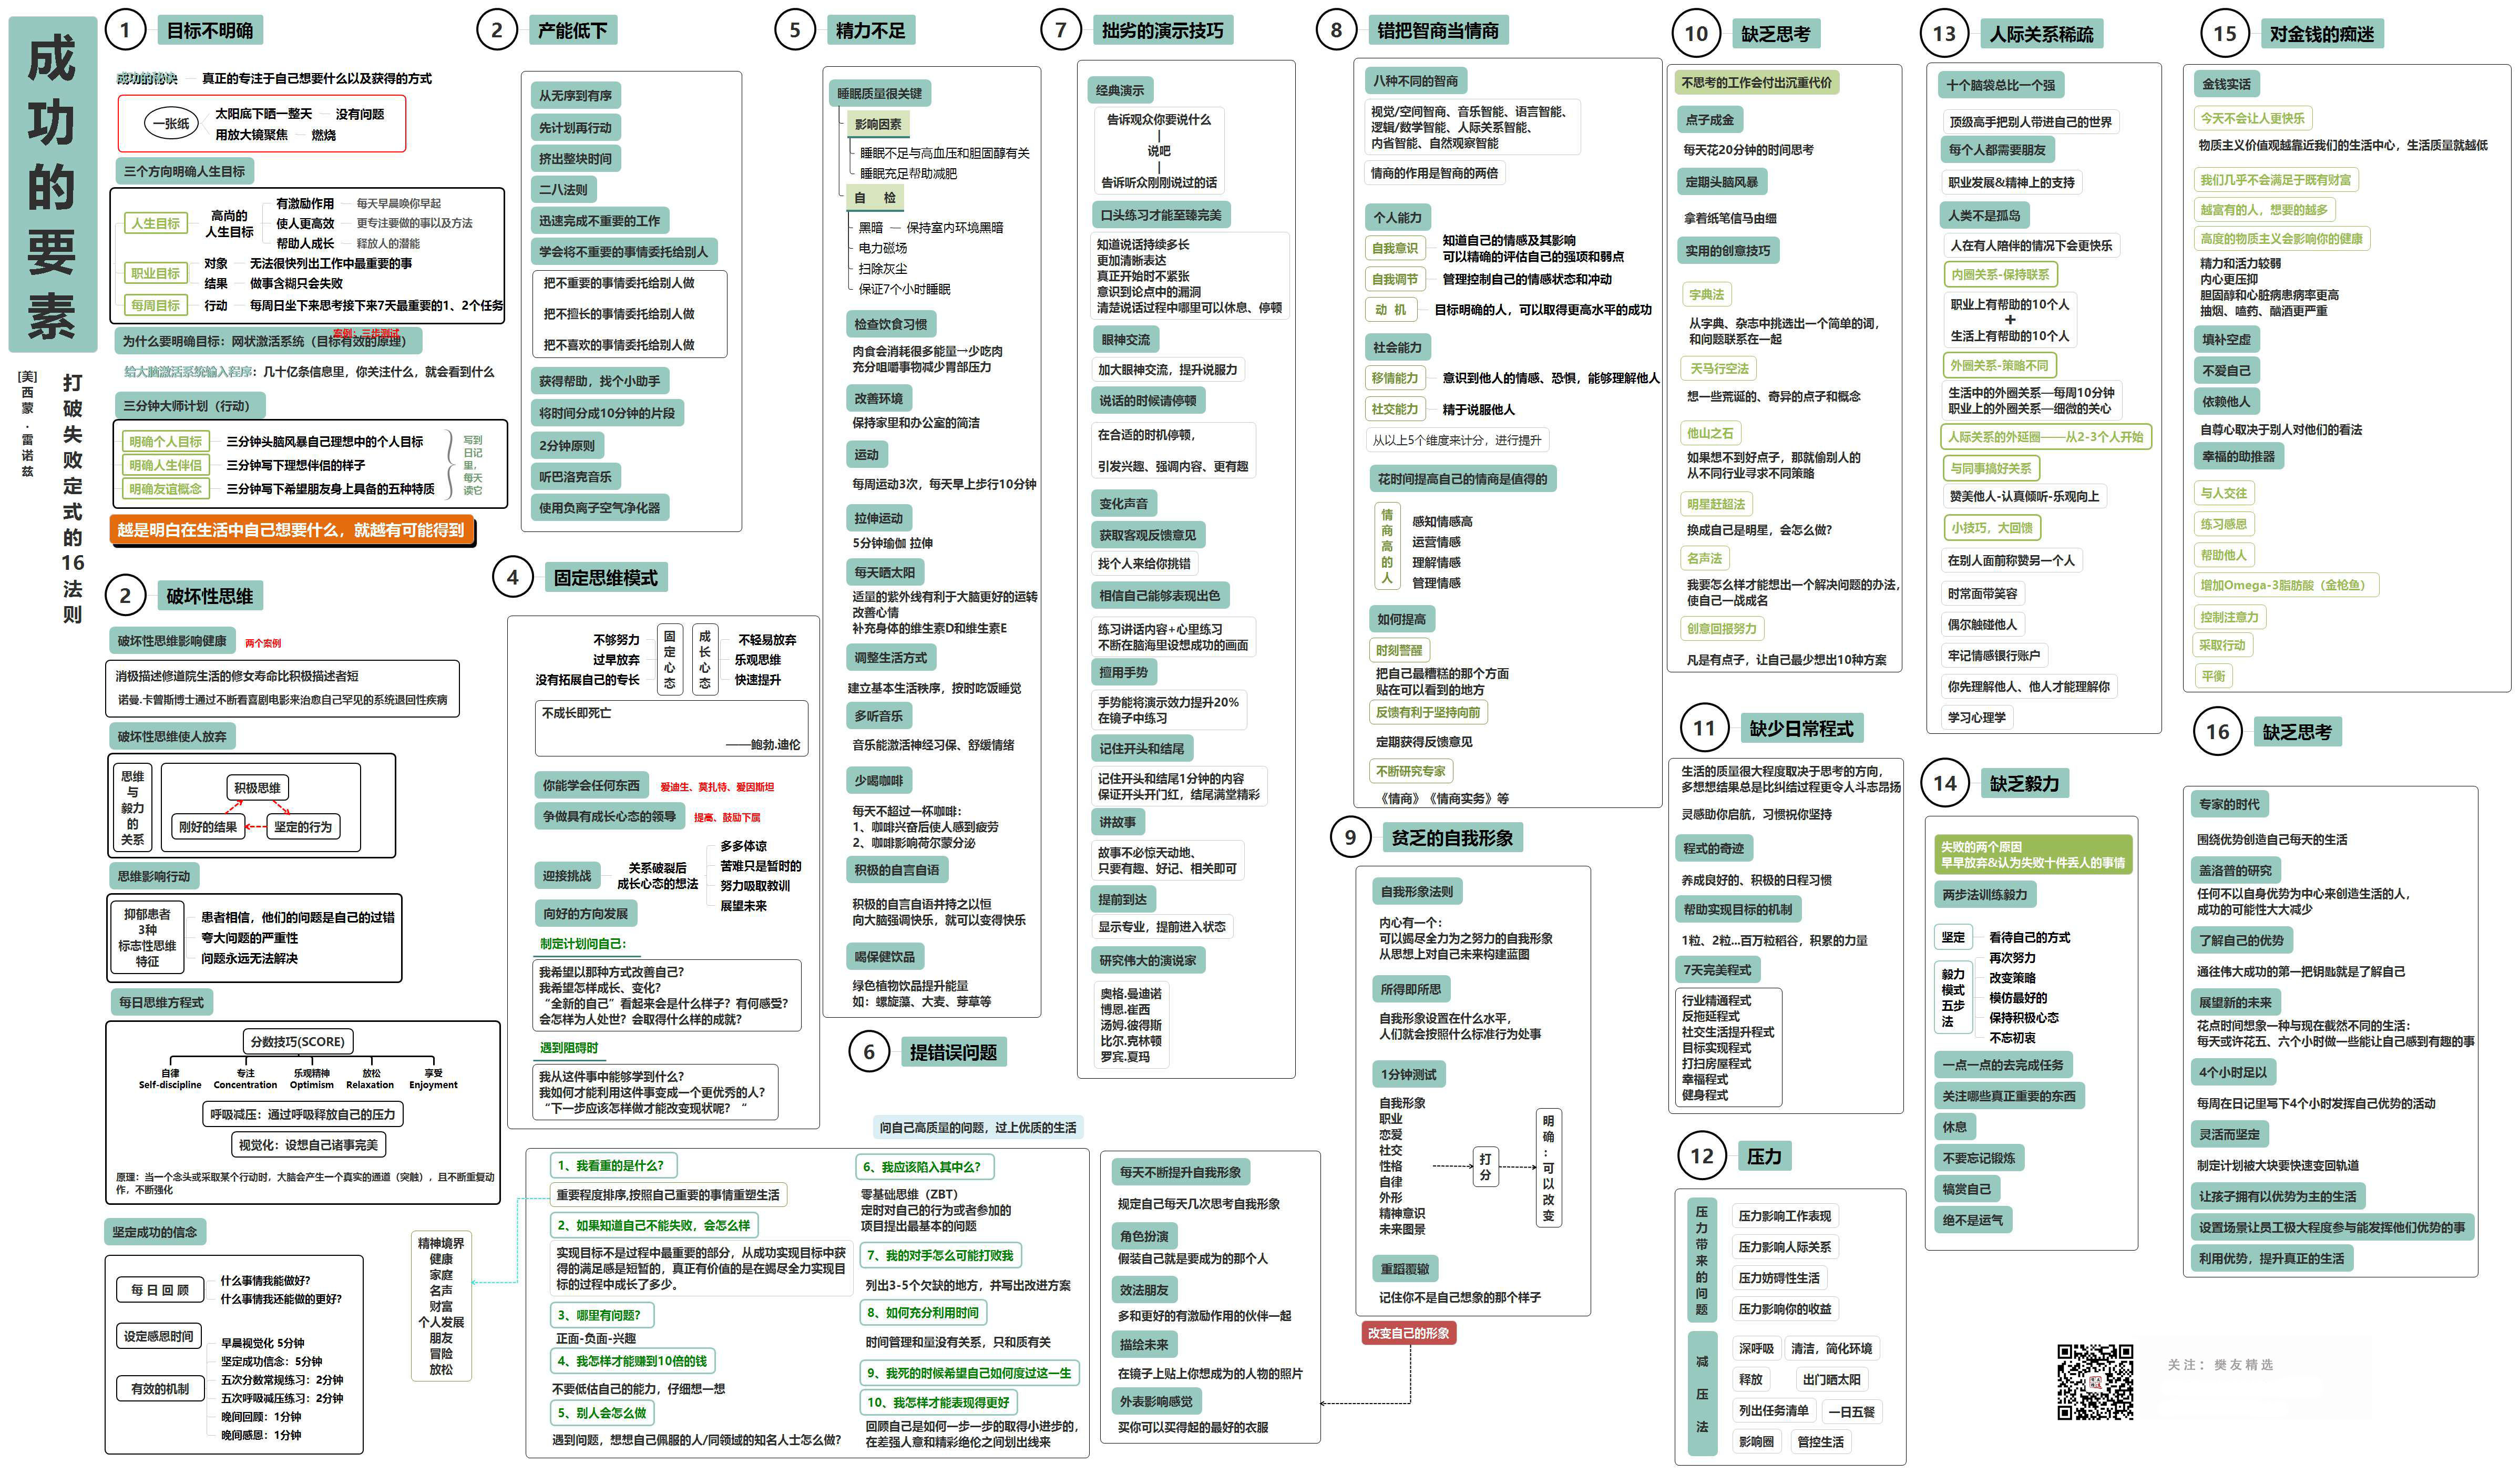 成功的要素
[美]西蒙·雷诺兹
打破失败定式的16法则
1 目标不明确
成功的秘诀 真正的专注于自己想要什么以及获得的方式
一张纸
太阳底下晒一整天 没有问题
用放大镜聚焦 燃烧
三个方向明确人生目标
人生目标
高尚的
人生目标
有激励作用 每天早晨唤你早起
使人更高效 更专注要做的事以及方法
帮助人成长 释放人的潜能
职业目标
对象 无法很快列出工作中最重要的事
结果 做事含糊只会失败
每周目标 行动 每周日坐下来思考接下来7天最重要的1、2个任务
案例：三步测试
为什么要明确目标：网状激活系统（目标有效的原理）
给大脑激活系统输入程序：几十亿条信息里，你关注什么，就会看到什么
三分钟大师计划（行动）
明确个人目标 三分钟头脑风暴自己理想中的个人目标
明确人生伴侣 三分钟写下理想伴侣的样子
明确友谊概念 三分钟写下希望朋友身上具备的五种特质
写到
日记
里，
每天
读它
越是明白在生活中自己想要什么，就越有可能得到
2 破坏性思维
破坏性思维影响健康 两个案例
消极描述修道院生活的修女寿命比积极描述者短
诺曼.卡曾斯博士通过不断看喜剧电影来治愈自己罕见的系统退回性疾病
破坏性思维使人放弃
思维
与
毅力
的
关系
积极思维
刚好的结果 坚定的行为
思维影响行动
抑郁患者
3种
标志性思维
特征
患者相信，他们的问题是自己的过错
夸大问题的严重性
问题永远无法解决
每日思维方程式
分数技巧(SCORE)
自律 专注 乐观精神 放松 享受
Self-discipline Concentration Optimism Relaxation Enjoyment
呼吸减压：通过呼吸释放自己的压力
视觉化：设想自己诸事完美
原理：当一个念头或采取某个行动时，大脑会产生一个真实的通道（突触），且不断重复动
作，不断强化
坚定成功的信念
每日回顾
什么事情我能做好？
什么事情我还能做的更好？
设定感恩时间
有效的机制
早晨视觉化 5分钟
坚定成功信念：5分钟
五次分数常规练习：2分钟
五次呼吸减压练习：2分钟
晚间回顾：1分钟
晚间感恩：1分钟
精神境界
健康
家庭
名声
财富
个人发展
朋友
冒险
放松
2 产能低下
从无序到有序
先计划再行动
挤出整块时间
二八法则
迅速完成不重要的工作
学会将不重要的事情委托给别人
把不重要的事情委托给别人做
把不擅长的事情委托给别人做
把不喜欢的事情委托给别人做
获得帮助，找个小助手
将时间分成10分钟的片段
2分钟原则
听巴洛克音乐
使用负离子空气净化器
4 固定思维模式
不够努力
过早放弃
没有拓展自己的专长
固定心态
成长心态
不轻易放弃
乐观思维
快速提升
不成长即死亡
——鲍勃.迪伦
你能学会任何东西 爱迪生、莫扎特、爱因斯坦
争做具有成长心态的领导 提高、鼓励下属
迎接挑战
关系破裂后
成长心态的想法
多多体谅
苦难只是暂时的
努力吸取教训
展望未来
向好的方向发展
制定计划问自己：
我希望以那种方式改善自己？
我希望怎样成长、变化？
“全新的自己”看起来会是什么样子？有何感受？
会怎样为人处世？会取得什么样的成就？
遇到阻碍时
我从这件事中能够学到什么？
我如何才能利用这件事变成一个更优秀的人？
“下一步应该怎样做才能改变现状呢？ “
5 精力不足
睡眠质量很关键
影响因素
睡眠不足与高血压和胆固醇有关
睡眠充足帮助减肥
自 检
黑暗 — 保持室内环境黑暗
电力磁场
扫除灰尘
保证7个小时睡眠
检查饮食习惯
肉食会消耗很多能量→少吃肉
充分咀嚼事物减少胃部压力
改善环境
保持家里和办公室的简洁
运动
每周运动3次，每天早上步行10分钟
拉伸运动
5分钟瑜伽 拉伸
每天晒太阳
适量的紫外线有利于大脑更好的运转
改善心情
补充身体的维生素D和维生素E
调整生活方式
建立基本生活秩序，按时吃饭睡觉
多听音乐
音乐能激活神经习保、舒缓情绪
少喝咖啡
每天不超过一杯咖啡：
1、咖啡兴奋后使人感到疲劳
2、咖啡影响荷尔蒙分泌
积极的自言自语
积极的自言自语并持之以恒
向大脑强调快乐，就可以变得快乐
喝保健饮品
绿色植物饮品提升能量
如：螺旋藻、大麦、芽草等
6 提错误问题
问自己高质量的问题，过上优质的生活
1、我看重的是什么？
重要程度排序,按照自己重要的事情重塑生活
2、如果知道自己不能失败，会怎么样
实现目标不是过程中最重要的部分，从成功实现目标中获
得的满足感是短暂的，真正有价值的是在竭尽全力实现目
标的过程中成长了多少。
3、哪里有问题？
正面-负面-兴趣
4、我怎样才能赚到10倍的钱
不要低估自己的能力，仔细想一想
5、别人会怎么做
遇到问题，想想自己佩服的人/同领域的知名人士怎么做？
6、我应该陷入其中么？
零基础思维（ZBT）
定时对自己的行为或者参加的
项目提出最基本的问题
7、我的对手怎么可能打败我
列出3-5个欠缺的地方，并写出改进方案
8、如何充分利用时间
时间管理和量没有关系，只和质有关
9、我死的时候希望自己如何度过这一生
10、我怎样才能表现得更好
回顾自己是如何一步一步的取得小进步的，
在差强人意和精彩绝伦之间划出线来
7 拙劣的演示技巧
经典演示
告诉观众你要说什么
|
说吧
|
告诉听众刚刚说过的话
口头练习才能至臻完美
知道说话持续多长
更加清晰表达
真正开始时不紧张
意识到论点中的漏洞
清楚说话过程中哪里可以休息、停顿
眼神交流
加大眼神交流，提升说服力
说话的时候请停顿
在合适的时机停顿，
引发兴趣、强调内容、更有趣
变化声音
获取客观反馈意见
找个人来给你挑错
相信自己能够表现出色
练习讲话内容+心里练习
不断在脑海里设想成功的画面
擅用手势
手势能将演示效力提升20%
在镜子中练习
记住开头和结尾
记住开头和结尾1分钟的内容
保证开头开门红，结尾满堂精彩
讲故事
故事不必惊天动地、
只要有趣、好记、相关即可
提前到达
显示专业，提前进入状态
研究伟大的演说家
奥格.曼迪诺
博恩.崔西
汤姆.彼得斯
比尔.克林顿
罗宾.夏玛
8 错把智商当情商
八种不同的智商
视觉/空间智商、音乐智能、语言智能、
逻辑/数学智能、人际关系智能、
内省智能、自然观察智能
情商的作用是智商的两倍
个人能力
自我意识
知道自己的情感及其影响
可以精确的评估自己的强项和弱点
自我调节 管理控制自己的情感状态和冲动
动 机 目标明确的人，可以取得更高水平的成功
社会能力
移情能力 意识到他人的情感、恐惧，能够理解他人
社交能力 精于说服他人
从以上5个维度来计分，进行提升
花时间提高自己的情商是值得的
情商高的人
感知情感高
运营情感
理解情感
管理情感
如何提高
时刻警醒
把自己最糟糕的那个方面
贴在可以看到的地方
反馈有利于坚持向前
定期获得反馈意见
不断研究专家
《情商》《情商实务》等
9 贫乏的自我形象
自我形象法则
内心有一个：
可以竭尽全力为之努力的自我形象
从思想上对自己未来构建蓝图
所得即所思
自我形象设置在什么水平，
人们就会按照什么标准行为处事
1分钟测试
自我形象
职业
恋爱
社交
性格
自律
外形
精神意识
未来图景
打分
明确：可以改变
重蹈覆辙
记住你不是自己想象的那个样子
改变自己的形象
每天不断提升自我形象
规定自己每天几次思考自我形象
角色扮演
假装自己就是要成为的那个人
效法朋友
多和更好的有激励作用的伙伴一起
描绘未来
在镜子上贴上你想成为的人物的照片
外表影响感觉
买你可以买得起的最好的衣服
10 缺乏思考
不思考的工作会付出沉重代价
点子成金
每天花20分钟的时间思考
定期头脑风暴
拿着纸笔信马由缰
实用的创意技巧
字典法
从字典、杂志中挑选出一个简单的词，
和问题联系在一起
天马行空法
想一些荒诞的、奇异的点子和概念
他山之石
如果想不到好点子，那就偷别人的
从不同行业寻求不同策略
明星赶超法
换成自己是明星，会怎么做？
名声法
我要怎么样才能想出一个解决问题的办法，
使自己一战成名
创意回报努力
凡是有点子，让自己最少想出10种方案
11 缺少日常程式
生活的质量很大程度取决于思考的方向，
多想想结果总是比纠结过程更令人斗志昂扬
灵感助你启航，习惯祝你坚持
程式的奇迹
养成良好的、积极的日程习惯
帮助实现目标的机制
1粒、2粒...百万粒稻谷，积累的力量
7天完美程式
行业精通程式
反拖延程式
社交生活提升程式
目标实现程式
打扫房屋程式
幸福程式
健身程式
12 压力
压力带来的问题
压力影响工作表现
压力影响人际关系
压力妨碍性生活
压力影响你的收益
减压法
深呼吸 清洁，简化环境
释放 出门晒太阳
列出任务清单 一日五餐
影响圈 管控生活
13 人际关系稀疏
十个脑袋总比一个强
顶级高手把别人带进自己的世界
每个人都需要朋友
职业发展&精神上的支持
人类不是孤岛
人在有人陪伴的情况下会更快乐
内圈关系-保持联系
职业上有帮助的10个人
+
生活上有帮助的10个人
外圈关系-策略不同
生活中的外圈关系—每周10分钟
职业上的外圈关系—细微的关心
人际关系的外延圈——从2-3个人开始
与同事搞好关系
赞美他人-认真倾听-乐观向上
小技巧，大回馈
在别人面前称赞另一个人
时常面带笑容
偶尔触碰他人
牢记情感银行账户
你先理解他人、他人才能理解你
学习心理学
14 缺乏毅力
失败的两个原因
早早放弃&认为失败十件丢人的事情
两步法训练毅力
坚定 看待自己的方式
毅力
模式
五步
法
再次努力
改变策略
模仿最好的
保持积极心态
不忘初衷
一点一点的去完成任务
关注哪些真正重要的东西
休息
不要忘记锻炼
犒赏自己
绝不是运气
15 对金钱的痴迷
金钱实话
今天不会让人更快乐
物质主义价值观越靠近我们的生活中心，生活质量就越低
我们几乎不会满足于既有财富
越富有的人，想要的越多
高度的物质主义会影响你的健康
精力和活力较弱
内心更压抑
胆固醇和心脏病患病率更高
抽烟、嗑药、酗酒更严重
填补空虚
不爱自己
依赖他人
自尊心取决于别人对他们的看法
幸福的助推器
与人交往
练习感恩
帮助他人
增加Omega-3脂肪酸（金枪鱼）
控制注意力
采取行动
平衡
16 缺乏思考
专家的时代
围绕优势创造自己每天的生活
盖洛普的研究
任何不以自身优势为中心来创造生活的人，
成功的可能性大大减少
了解自己的优势
通往伟大成功的第一把钥匙就是了解自己
展望新的未来
花点时间想象一种与现在截然不同的生活：
每天或许花五、六个小时做一些能让自己感到有趣的事
4个小时足以
每周在日记里写下4个小时发挥自己优势的活动
灵活而坚定
制定计划被大块要快速变回轨道
让孩子拥有以优势为主的生活
设置场景让员工极大程度参与能发挥他们优势的事
利用优势，提升真正的生活
关注：樊友精选